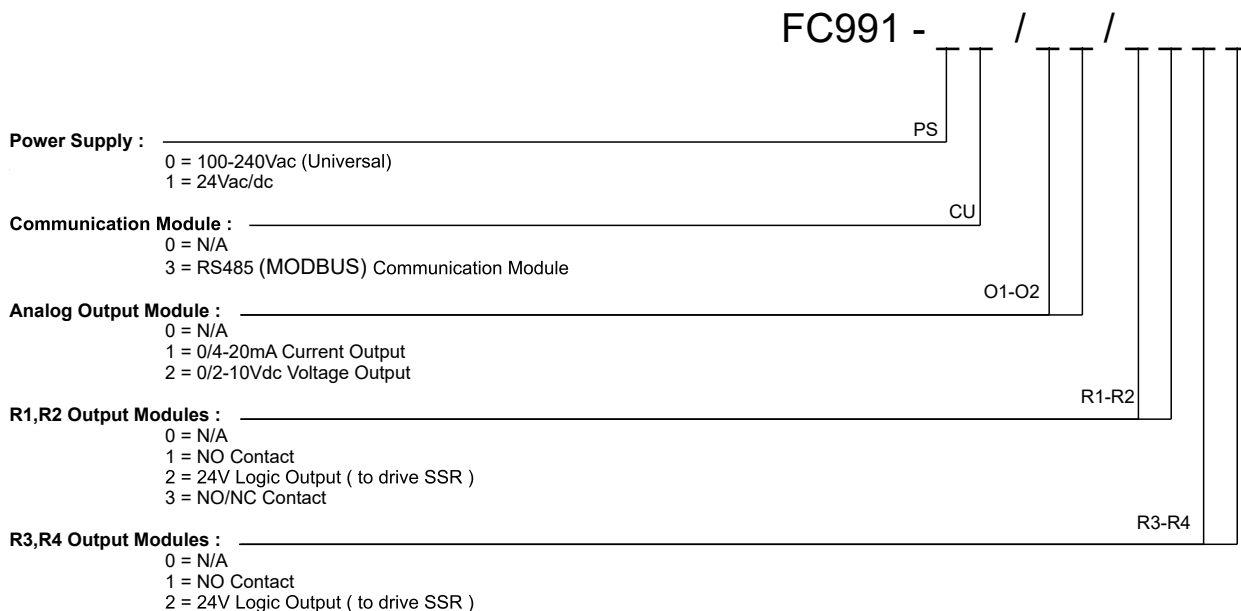 FC991 - _ _ / _ _ / _ _ _ _
PS
Power Supply :
0 = 100-240Vac (Universal)
1 = 24Vac/dc
CU
Communication Module :
0 = N/A
3 = RS485 (MODBUS) Communication Module
O1-O2
Analog Output Module :
0 = N/A
1 = 0/4-20mA Current Output
2 = 0/2-10Vdc Voltage Output
R1-R2
R1,R2 Output Modules :
0 = N/A
1 = NO Contact
2 = 24V Logic Output ( to drive SSR )
3 = NO/NC Contact
R3-R4
R3,R4 Output Modules :
0 = N/A
1 = NO Contact
2 = 24V Logic Output ( to drive SSR )